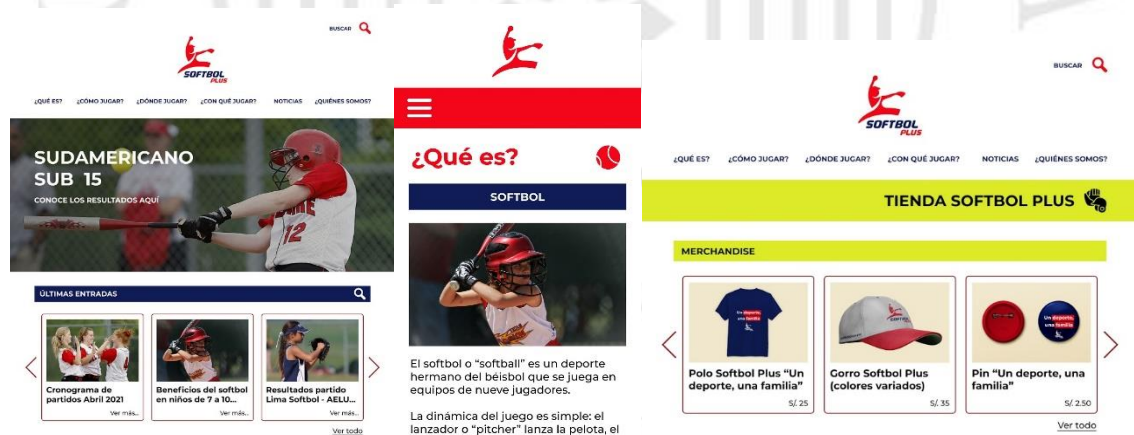 BUSCAR
SOFTBOL
PLUS
¿QUÉ ES? ¿CÓMO JUGAR? ¿DÓNDE JUGAR? ¿CON QUÉ JUGAR? NOTICIAS ¿QUIÉNES SOMOS?
SUDAMERICANO
SUB 15
CONOCE LOS RESULTADOS AQUÍ
12
ÚLTIMAS ENTRADAS
Cronograma de
partidos Abril 2021
Ver más...
Beneficios del softbol
en niños de 7 a 10...
Ver más...
Resultados partido
Lima Softbol - AELU...
Ver más...
Ver todo
¿Qué es?
SOFTBOL
El softbol o “softball” es un deporte
hermano del béisbol que se juega en
equipos de nueve jugadores.
La dinámica del juego es simple: el
lanzador o “pitcher” lanza la pelota, el
BUSCAR
SOFTBOL
PLUS
¿QUÉ ES? ¿CÓMO JUGAR? ¿DÓNDE JUGAR? ¿CON QUÉ JUGAR? NOTICIAS ¿QUIÉNES SOMOS?
TIENDA SOFTBOL PLUS
MERCHANDISE
Polo Softbol Plus “Un
deporte, una familia”
S/. 25
Gorro Softbol Plus
(colores variados)
S/. 35
Un deporte,
una familia
Pin “Un deporte, una
familia”
S/. 2.50
Ver todo